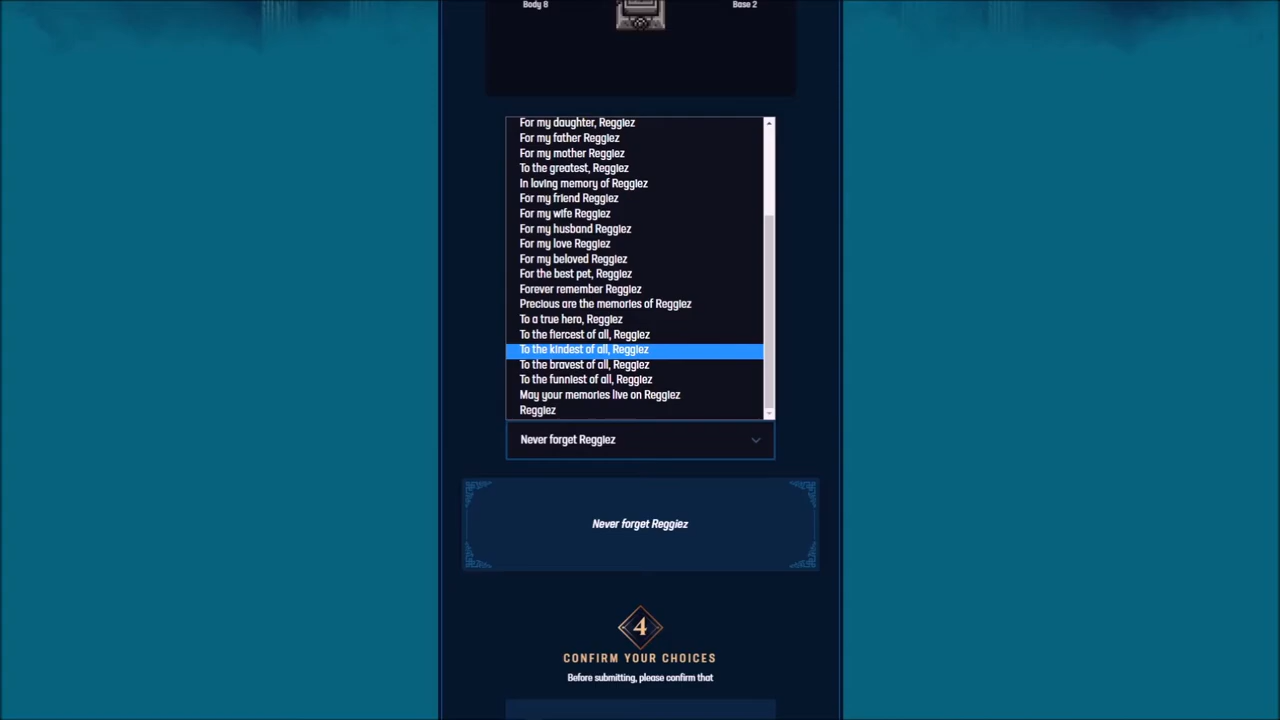 Body 8
Base 2
For my daughter, Reggiez
For my father Reggiez
For my mother Reggiez
To the greatest, Reggiez
In loving memory of Reggiez
For my friend Reggiez
For my wife Reggiez
For my husband Reggiez
For my love Reggiez
For my beloved Reggiez
For the best pet, Reggiez
Forever remember Reggiez
Precious are the memories of Reggiez
To a true hero, Reggiez
To the fiercest of all, Reggiez
To the kindest of all, Reggiez
To the bravest of all, Reggiez
To the funniest of all, Reggiez
May your memories live on Reggiez
Reggiez
Never forget Reggiez
Never forget Reggiez
4
CONFIRM YOUR CHOICES
Before submitting, please confirm that